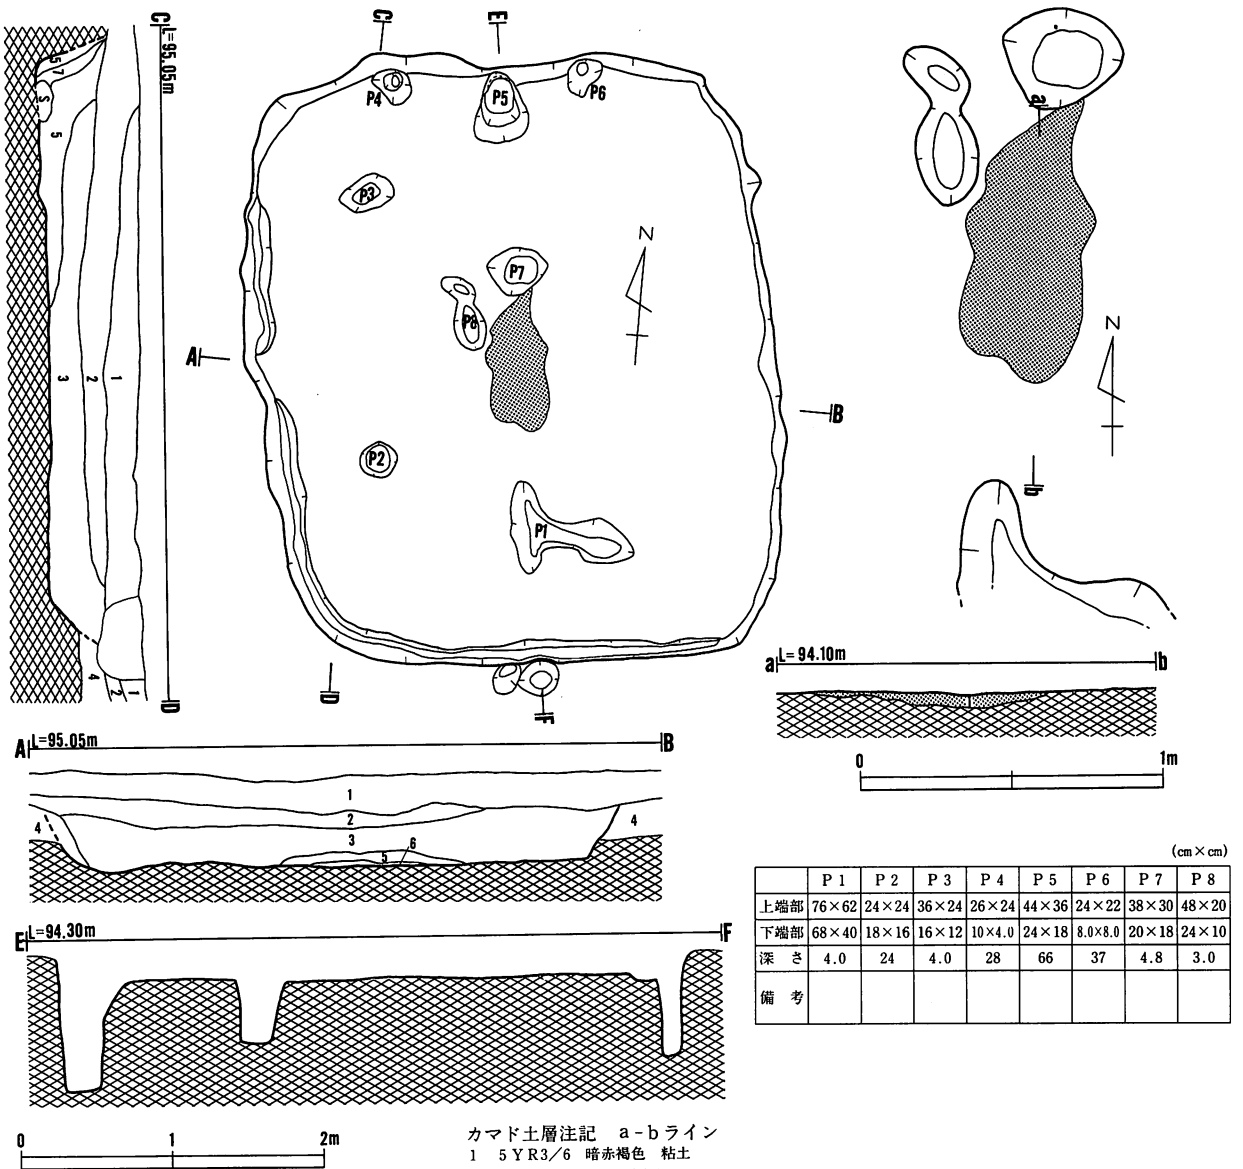 C
L=95.05m
5
7
S
5
3
2
1
4
2
1
D
C
E
P4
P5
P6
P3
P7
P8
P2
P1
N
A
B
D
F
a
N
b
a L=94.10m b
0 1m
A L=95.05m B
1
2
3
4
4
5
6
E L=94.30m F
0 1 2m
(cm×cm)
P1 P2 P3 P4 P5 P6 P7 P8
上端部 76×62 24×24 36×24 26×24 44×36 24×22 38×30 48×20
下端部 68×40 18×16 16×12 10×4.0 24×18 8.0×8.0 20×18 24×10
深さ 4.0 24 4.0 28 66 37 4.8 3.0
備考
カマド土層注記 a-bライン
1 5YR3/6 暗赤褐色 粘土